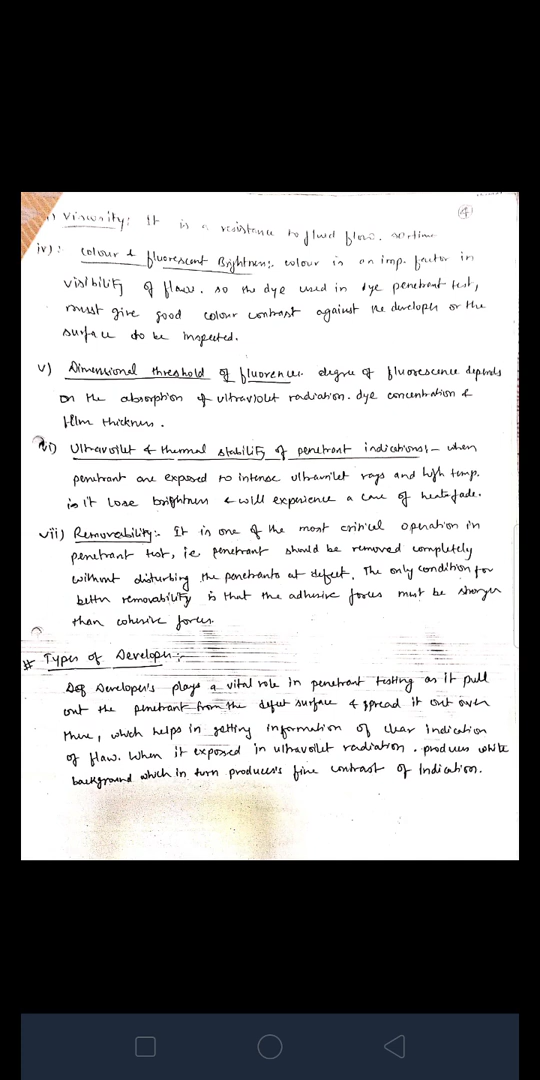 ④
Viscosity: It is a resistance to fluid flow.
iv): Colour & fluorescent Brightness: colour is an imp. factor in
visibility of flaw. so the dye used in dye penetrant test,
must give good colour contrast against the developer or the
surface to be inspected.
v) Dimensional threshold of fluorence. degree of fluorescence depends
on the absorption of ultraviolet radiation. dye concentration &
film thickness.
vi) Ultravoilet & thermal stability of penetrant indications:- when
penetrant are exposed to intense ultraviolet rays and high temp.
is it lose brightness & will experience a case of heatofade.
vii) Removeability:- It is one of the most critical operation in
penetrant test, ie penetrant should be removed completely
without disturbing the penetrants at defect. The only condition for
better removability is that the adhesive forces must be stronger
than cohesive forces.
# Types of Developer:-
Developer's plays a vital role in penetrant testing as it pull
out the penetrant from the defect surface & spread it out over
there, which helps in getting information of clear indication
of flaw. When it exposed in ultravoilet radiation. produces white
background which in turn produces's fine contrast of Indication.